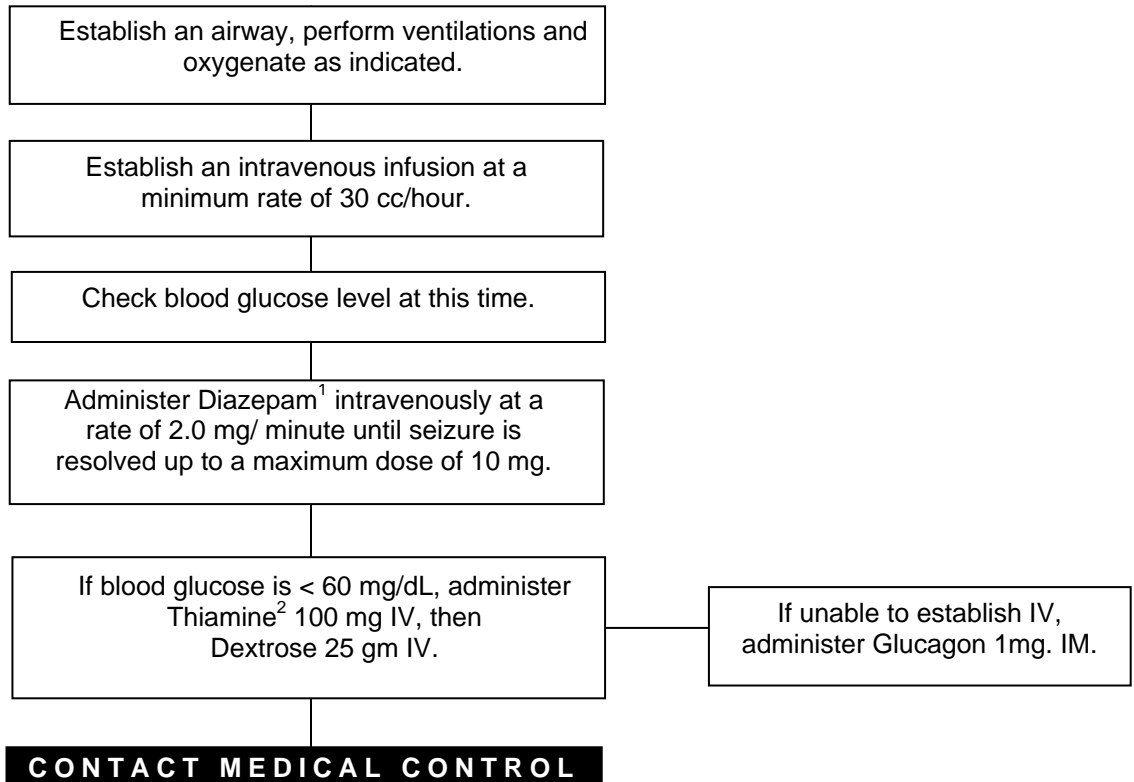 Establish an airway, perform ventilations and
oxygenate as indicated.
Establish an intravenous infusion at a
minimum rate of 30 cc/hour.
Check blood glucose level at this time.
Administer Diazepam¹ intravenously at a
rate of 2.0 mg/ minute until seizure is
resolved up to a maximum dose of 10 mg.
If blood glucose is < 60 mg/dL, administer
Thiamine² 100 mg IV, then
Dextrose 25 gm IV.
If unable to establish IV,
administer Glucagon 1mg. IM.
CONTACT MEDICAL CONTROL